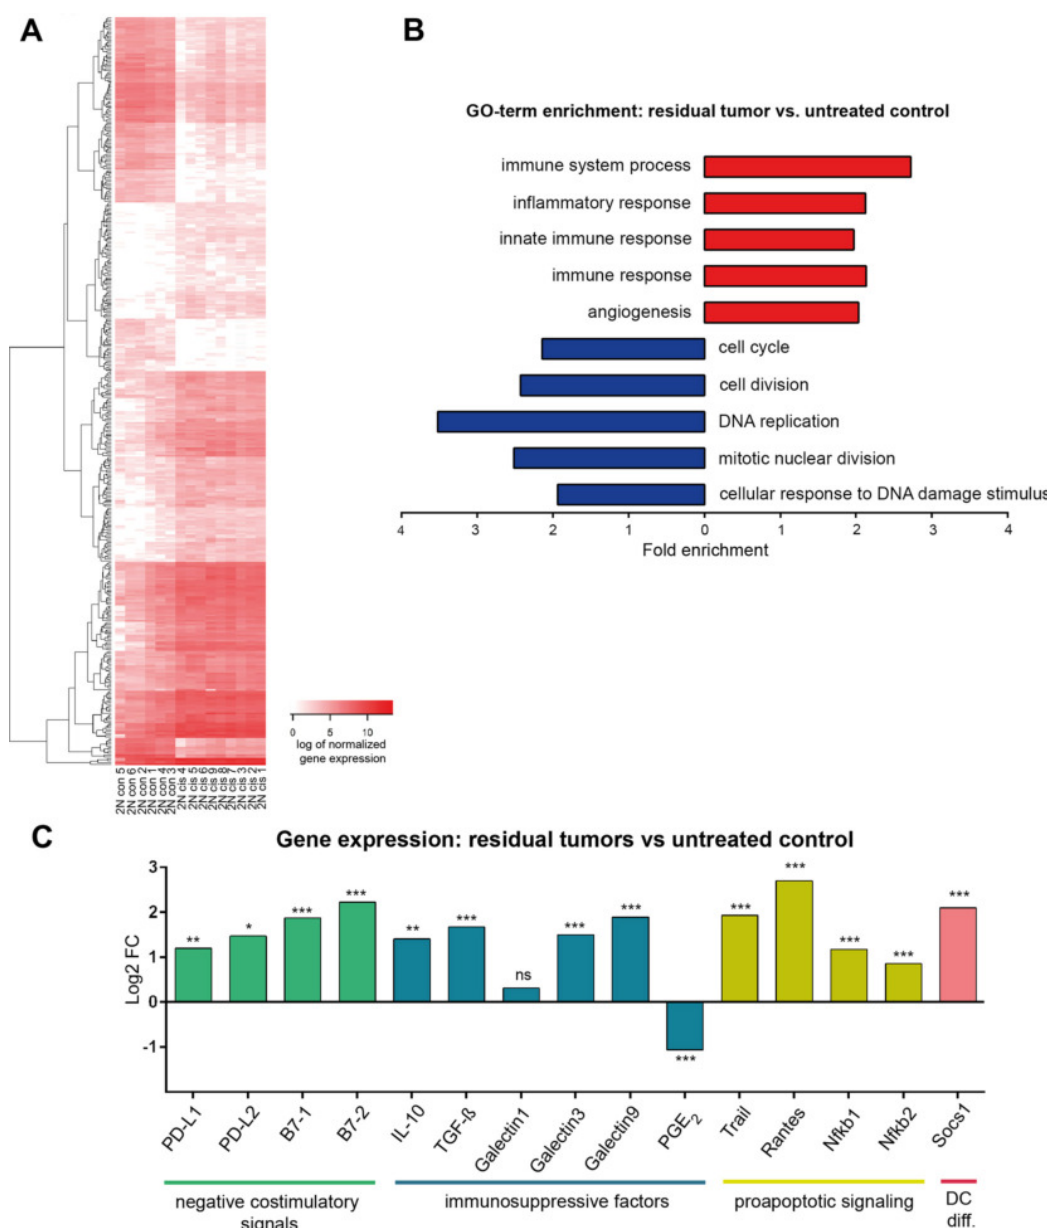 A
B
GO-term enrichment: residual tumor vs. untreated control
immune system process
inflammatory response
innate immune response
immune response
angiogenesis
cell cycle
cell division
DNA replication
mitotic nuclear division
cellular response to DNA damage stimulus
4 3 2 1 0 1 2 3 4
Fold enrichment
0 5 10
log of normalized
gene expression
2N con 5
2N con 6
2N con 2
2N con 1
2N con 4
2N con 3
2N cis 4
2N cis 5
2N cis 6
2N cis 9
2N cis 8
2N cis 7
2N cis 3
2N cis 2
2N cis 1
C
Gene expression: residual tumors vs untreated control
Log2 FC
3
2
1
0
-1
** * *** *** ** *** ns *** *** *** *** *** *** *** ***
PD-L1
PD-L2
B7-1
B7-2
IL-10
TGF-ß
Galectin1
Galectin3
Galectin9
PGE2
Trail
Rantes
Nfkb1
Nfkb2
Socs1
negative costimulatory
signals
immunosuppressive factors
proapoptotic signaling
DC
diff.